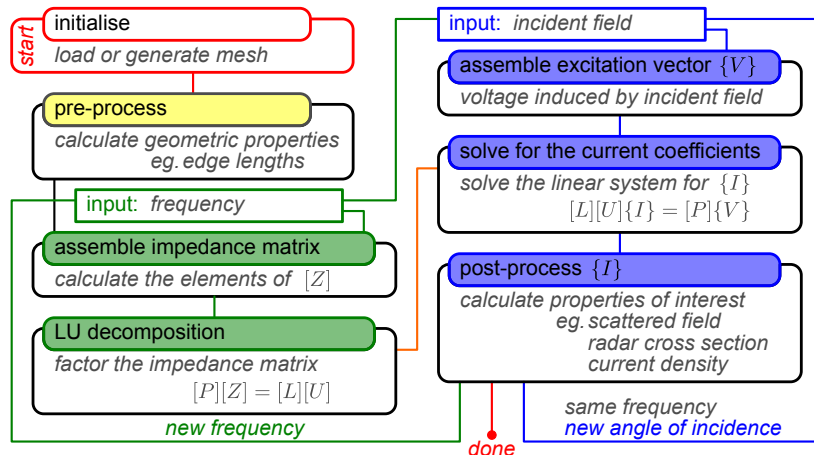 start
initialise
load or generate mesh
pre-process
calculate geometric properties
eg. edge lengths
input: frequency
assemble impedance matrix
calculate the elements of [Z]
LU decomposition
factor the impedance matrix
[P][Z] = [L][U]
new frequency
input: incident field
assemble excitation vector {V}
voltage induced by incident field
solve for the current coefficients
solve the linear system for {I}
[L][U]{I} = [P]{V}
post-process {I}
calculate properties of interest
eg. scattered field
radar cross section
current density
same frequency
new angle of incidence
done